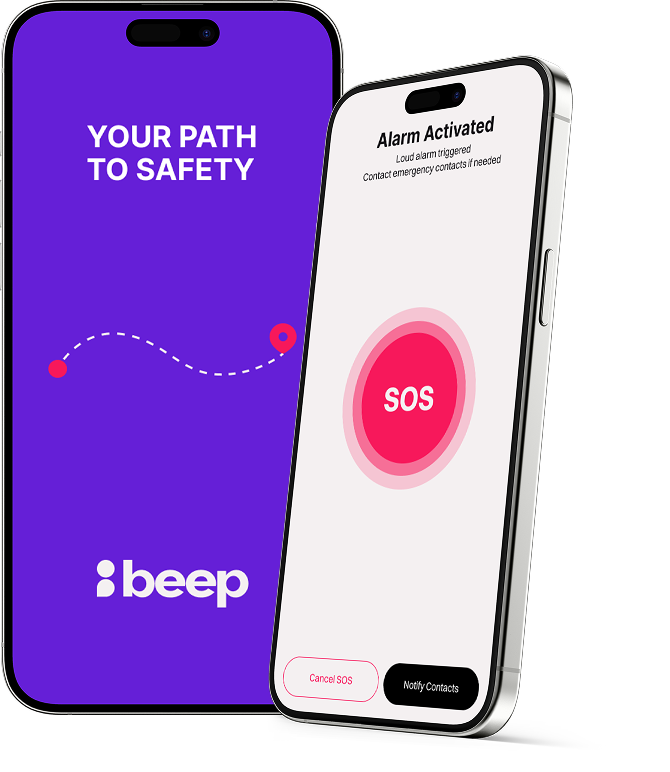 YOUR PATH
TO SAFETY
beep
Alarm Activated
Loud alarm triggered
Contact emergency contacts if needed
SOS
Cancel SOS
Notify Contacts